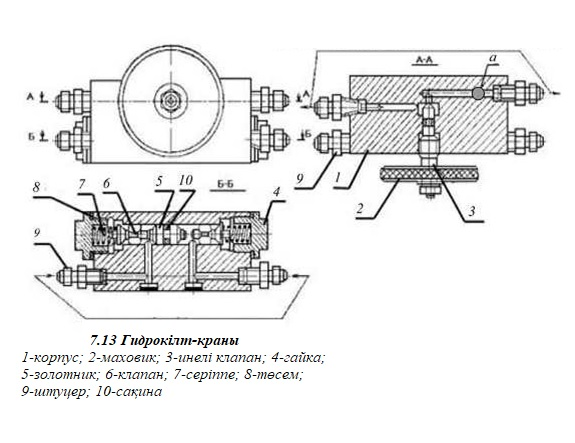 А-А
a
А
А
Б
Б
9
1
2
3
Б-Б
8
7
6
5
10
4
9
7.13 Гидрокілт-краны
1-корпус; 2-маховик; 3-инелі клапан; 4-гайка;
5-золотник; 6-клапан; 7-серіппе; 8-төсем;
9-штуцер; 10-сақина